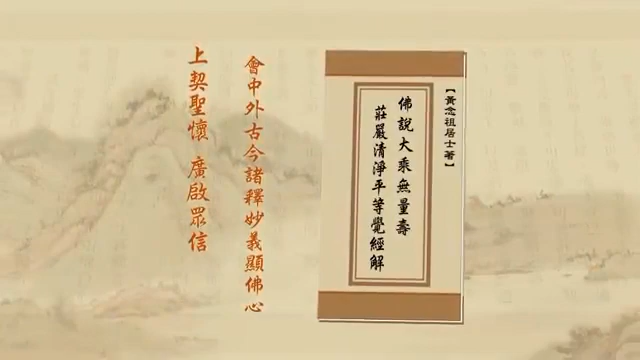 【黃念祖居士著】
佛說大乘無量壽
莊嚴清淨平等覺經解
會中外古今諸釋妙義顯佛心
上契聖懷 廣啟眾信